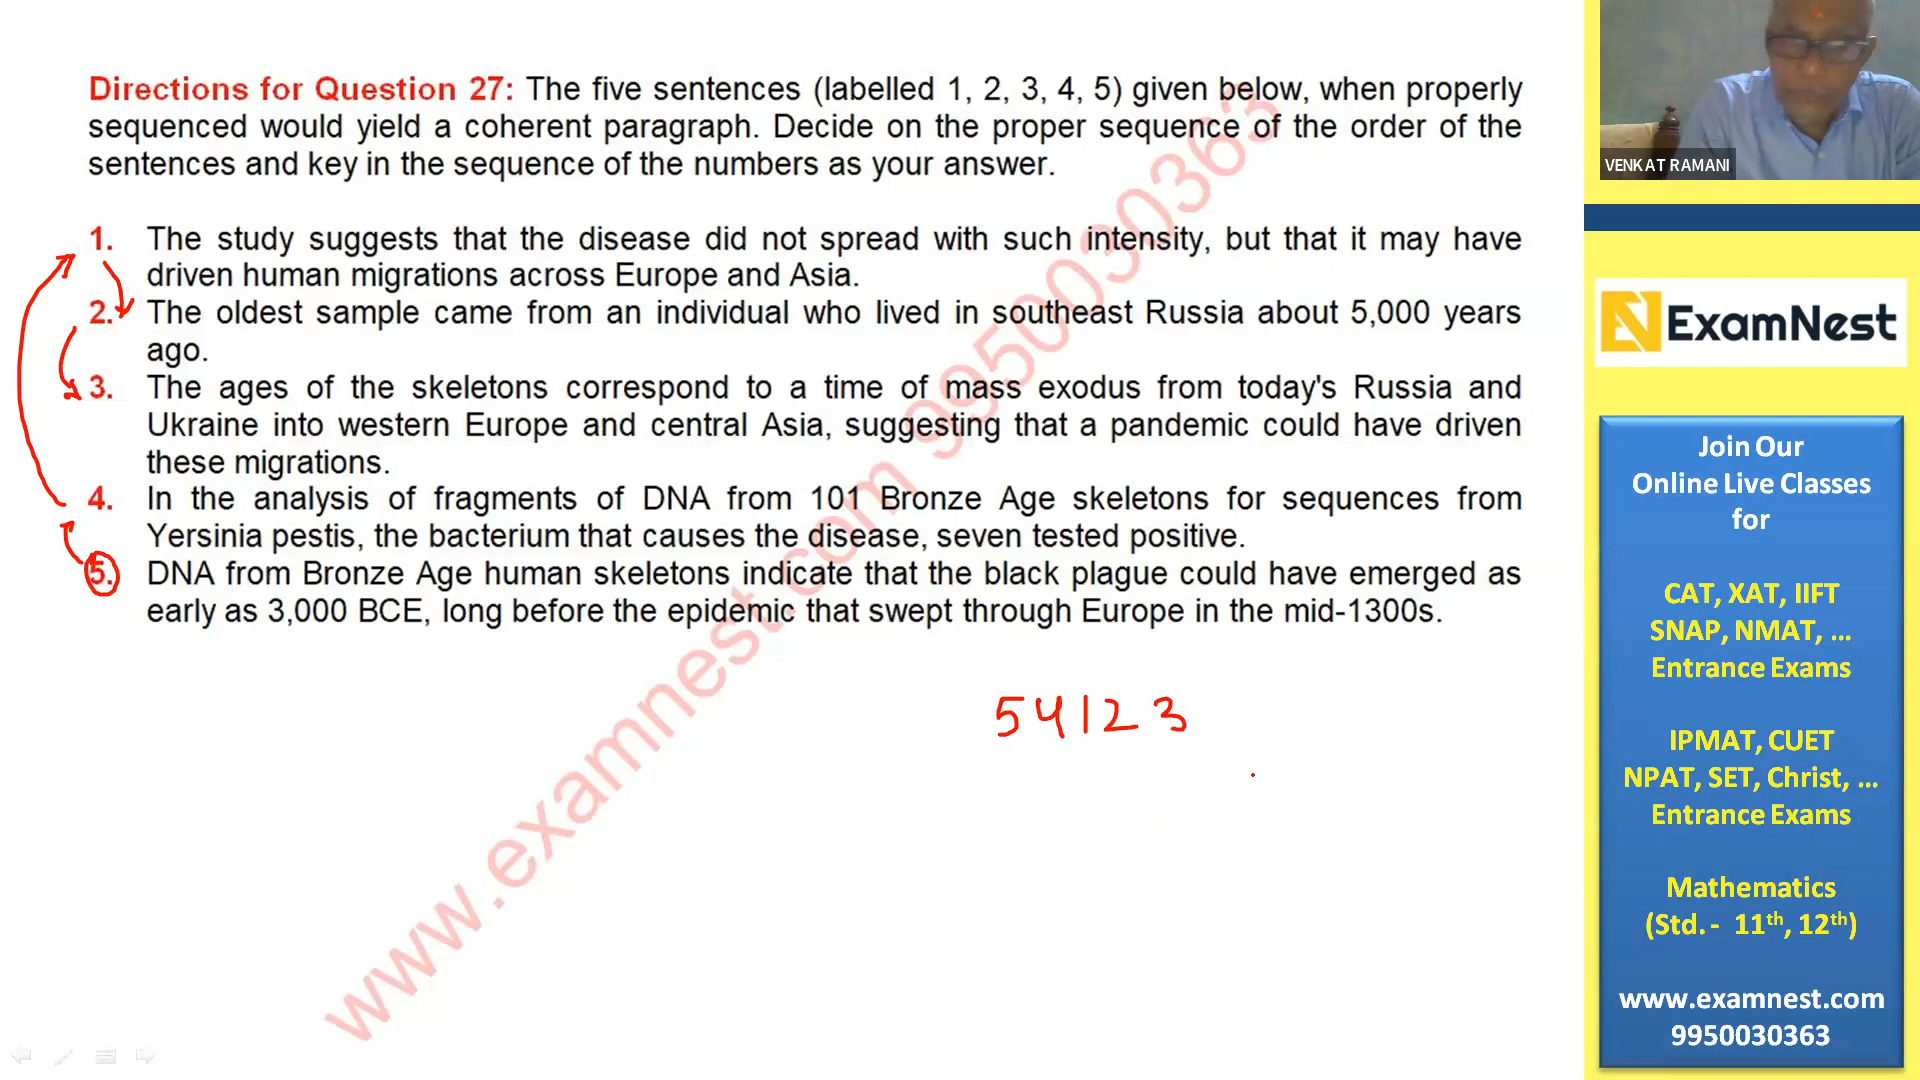 Directions for Question 27: The five sentences (labelled 1, 2, 3, 4, 5) given below, when properly
sequenced would yield a coherent paragraph. Decide on the proper sequence of the order of the
sentences and key in the sequence of the numbers as your answer.
1. The study suggests that the disease did not spread with such intensity, but that it may have
driven human migrations across Europe and Asia.
2. The oldest sample came from an individual who lived in southeast Russia about 5,000 years
ago.
3. The ages of the skeletons correspond to a time of mass exodus from today's Russia and
Ukraine into western Europe and central Asia, suggesting that a pandemic could have driven
these migrations.
4. In the analysis of fragments of DNA from 101 Bronze Age skeletons for sequences from
Yersinia pestis, the bacterium that causes the disease, seven tested positive.
5. DNA from Bronze Age human skeletons indicate that the black plague could have emerged as
early as 3,000 BCE, long before the epidemic that swept through Europe in the mid-1300s.
54123
www.examnest.com 9950030363
VENKAT RAMANI
ExamNest
Join Our
Online Live Classes
for
CAT, XAT, IIFT
SNAP, NMAT, ...
Entrance Exams
IPMAT, CUET
NPAT, SET, Christ, ...
Entrance Exams
Mathematics
(Std. - 11th, 12th)
www.examnest.com
9950030363